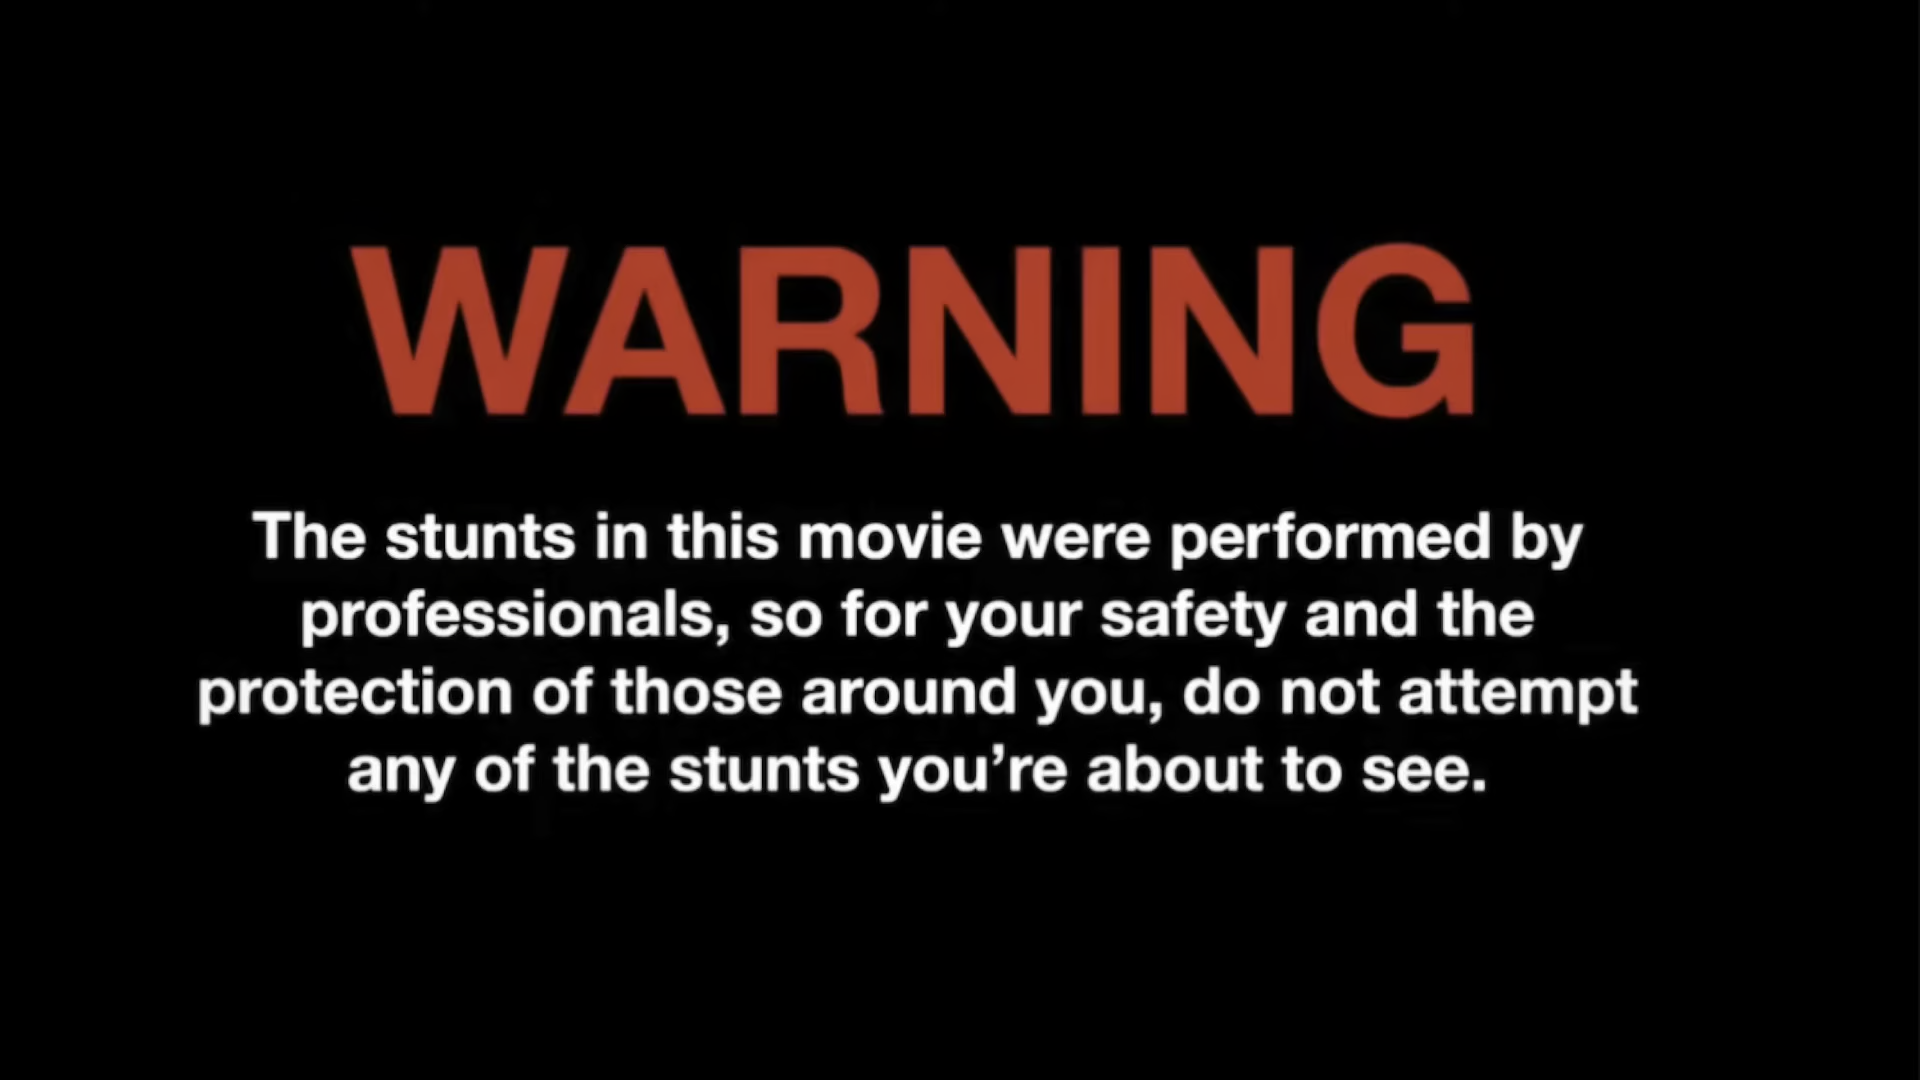 WARNING
The stunts in this movie were performed by
professionals, so for your safety and the
protection of those around you, do not attempt
any of the stunts you’re about to see.